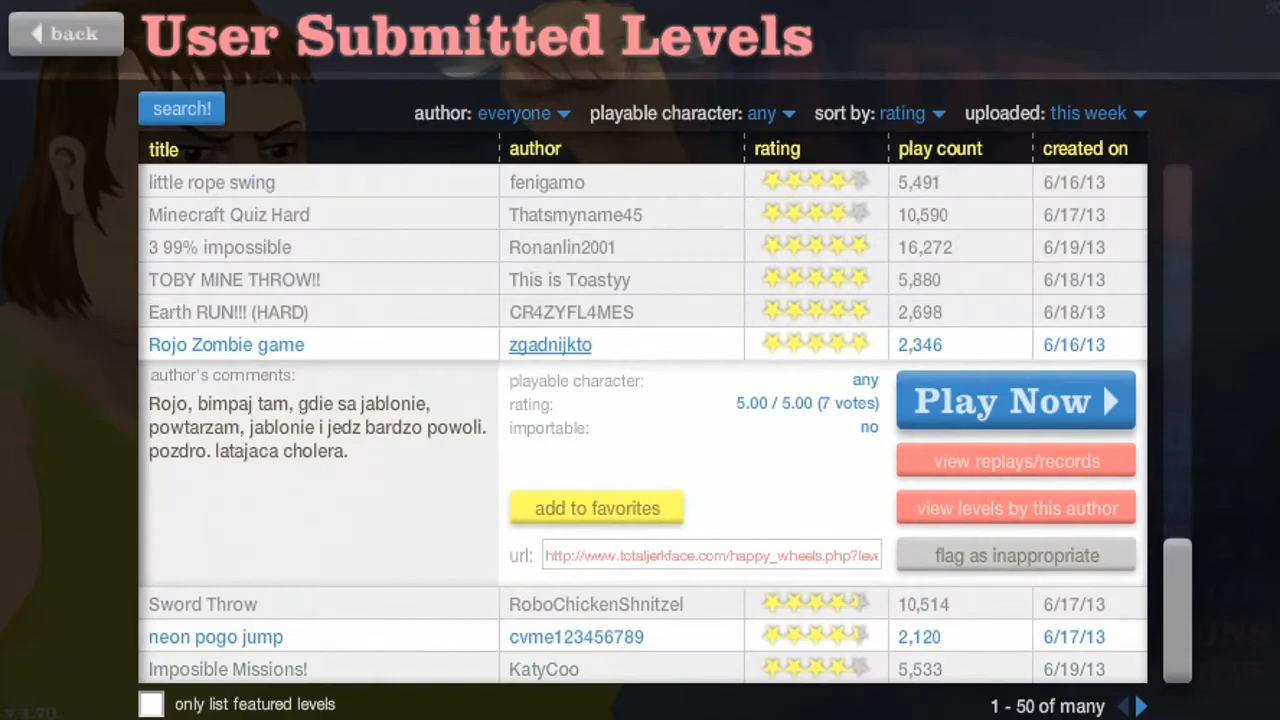 back
User Submitted Levels
search!
author: everyone playable character: any sort by: rating uploaded: this week
title author rating play count created on
little rope swing fenigamo 5,491 6/16/13
Minecraft Quiz Hard Thatsmyname45 10,590 6/17/13
3 99% impossible Ronanlin2001 16,272 6/19/13
TOBY MINE THROW!! This is Toastyy 5,880 6/18/13
Earth RUN!!! (HARD) CR4ZYFL4MES 2,698 6/18/13
Rojo Zombie game zgadnijkto 2,346 6/16/13
author's comments:
Rojo, bimpaj tam, gdie sa jablonie,
powtarzam, jablonie i jedz bardzo powoli.
pozdro. latajaca cholera.
playable character: any
rating: 5.00 / 5.00 (7 votes)
importable: no
add to favorites
url: http://www.totaljerkface.com/happy_wheels.php?leve
Play Now
view replays/records
view levels by this author
flag as inappropriate
Sword Throw RoboChickenShnitzel 10,514 6/17/13
neon pogo jump cvme123456789 2,120 6/17/13
Imposible Missions! KatyCoo 5,533 6/19/13
only list featured levels
1 - 50 of many
v 1.70